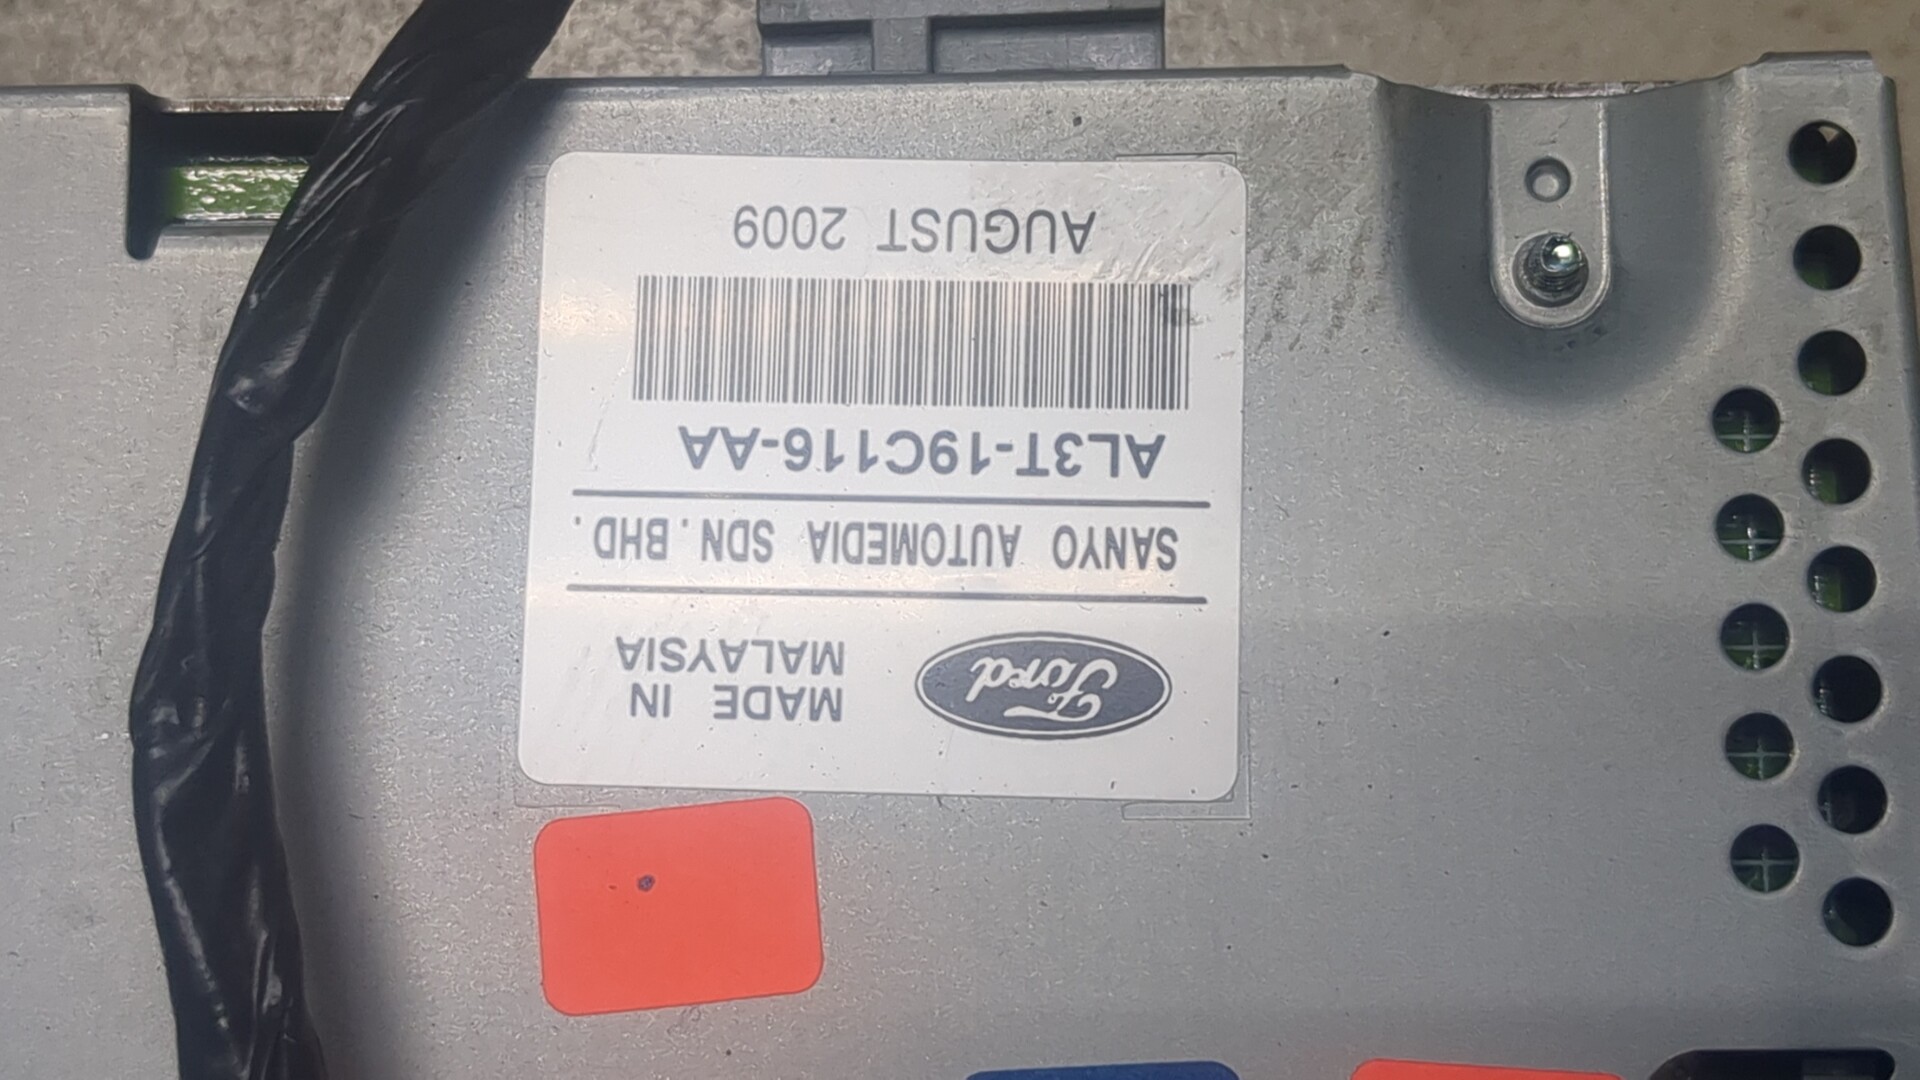 Ford
MADE IN
MALAYSIA
SANYO AUTOMEDIA SDN. BHD.
AL3T-19C116-AA
AUGUST 2009